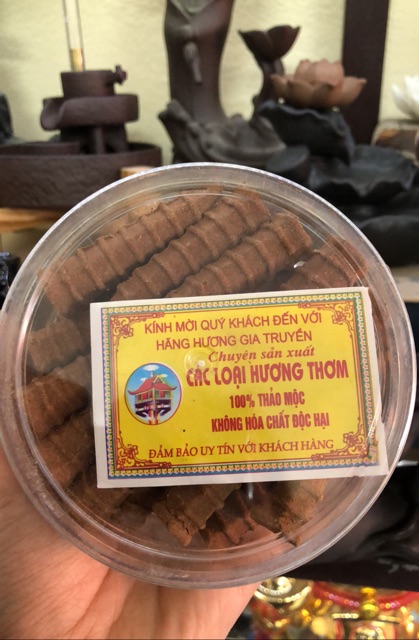 KÍNH MỜI QUÝ KHÁCH ĐẾN VỚI
HÃNG HƯƠNG GIA TRUYỀN
Chuyên sản xuất
CÁC LOẠI HƯƠNG THƠM
100% THẢO MỘC
KHÔNG HÓA CHẤT ĐỘC HẠI
ĐẢM BẢO UY TÍN VỚI KHÁCH HÀNG